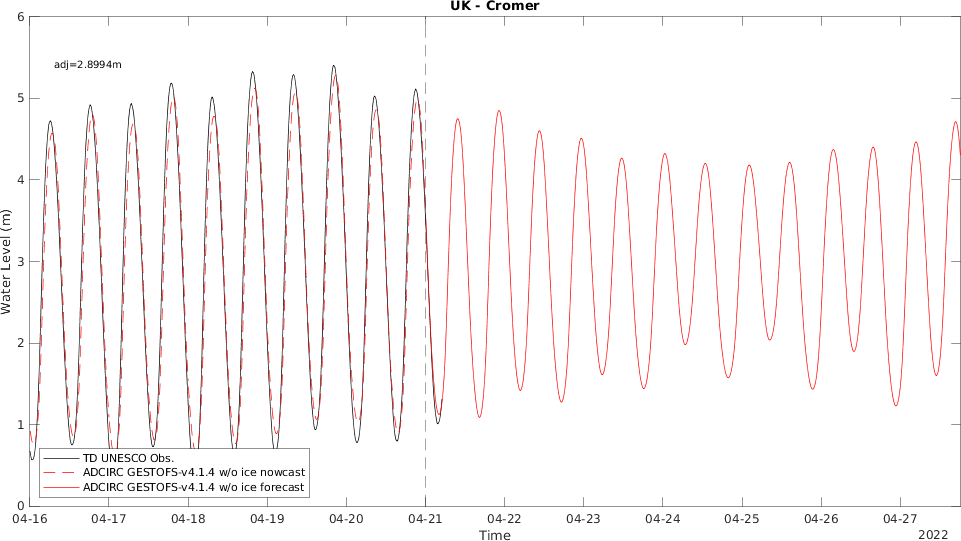 UK - Cromer
adj=2.8994m
6
5
4
3
2
1
0
Water Level (m)
TD UNESCO Obs.
ADCIRC GESTOFS-v4.1.4 w/o ice nowcast
ADCIRC GESTOFS-v4.1.4 w/o ice forecast
04-16 04-17 04-18 04-19 04-20 04-21 04-22 04-23 04-24 04-25 04-26 04-27
Time
2022